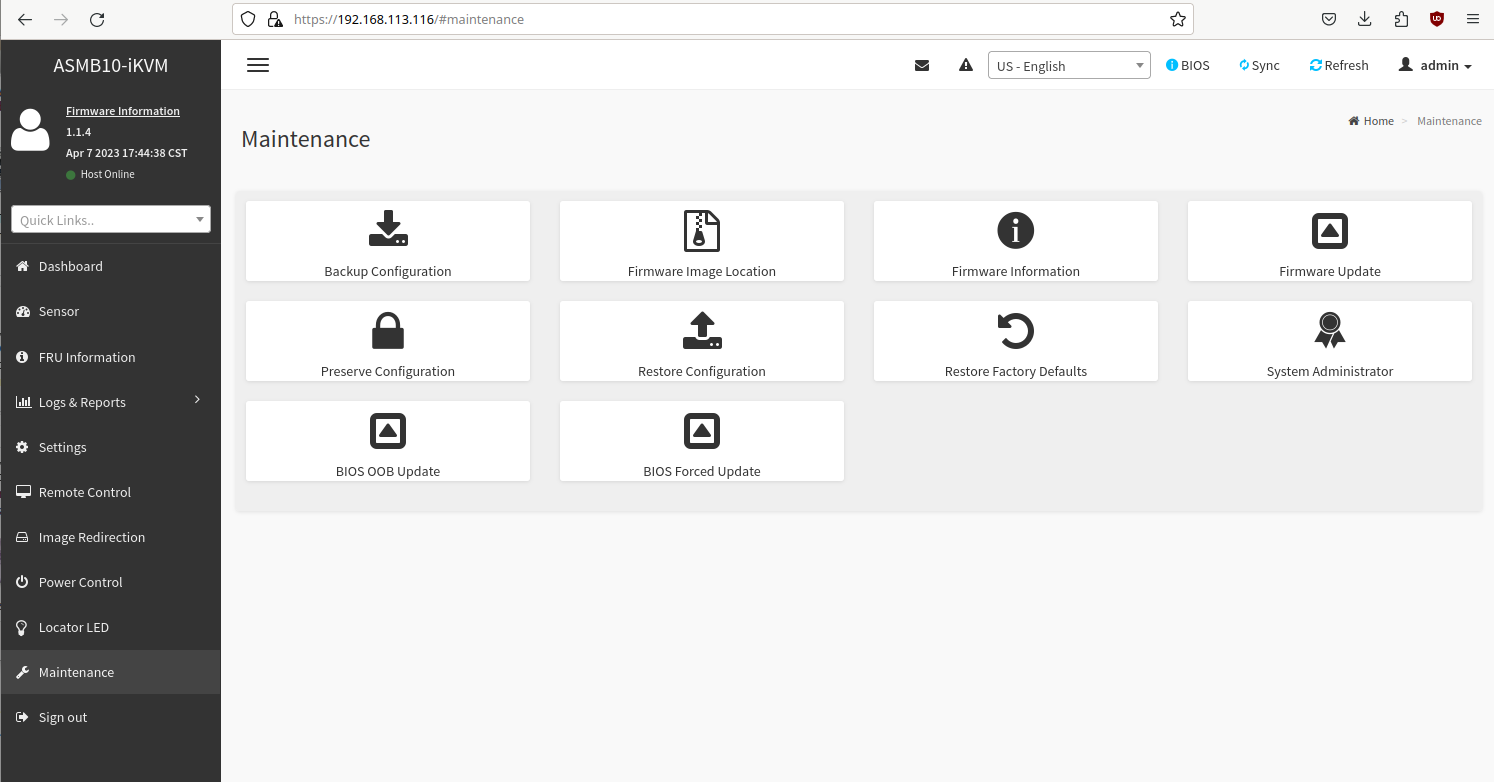 https://192.168.113.116/#maintenance
ASMB10-iKVM
Firmware Information
1.1.4
Apr 7 2023 17:44:38 CST
Host Online
Quick Links..
Dashboard
Sensor
FRU Information
Logs & Reports
Settings
Remote Control
Image Redirection
Power Control
Locator LED
Maintenance
Sign out
US - English
BIOS
Sync
Refresh
admin
Maintenance
Home > Maintenance
Backup Configuration
Firmware Image Location
Firmware Information
Firmware Update
Preserve Configuration
Restore Configuration
Restore Factory Defaults
System Administrator
BIOS OOB Update
BIOS Forced Update